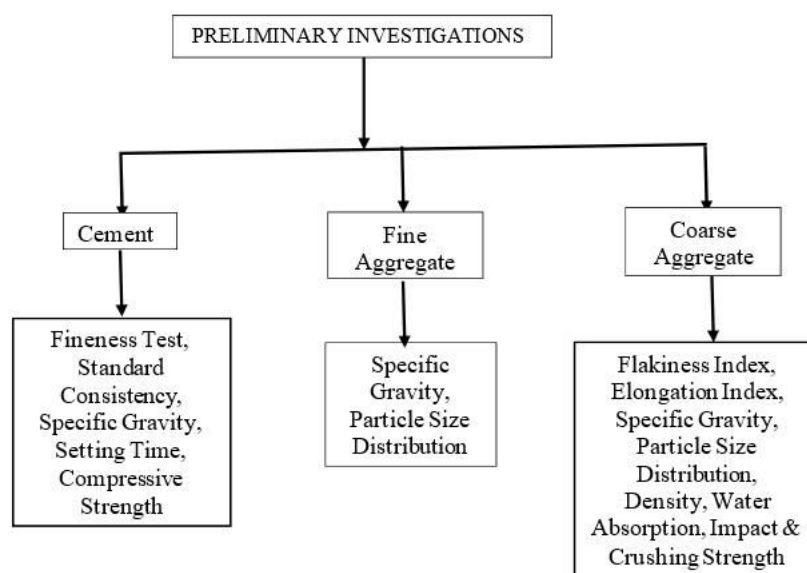 PRELIMINARY INVESTIGATIONS
Cement
Fine
Aggregate
Coarse
Aggregate
Fineness Test,
Standard
Consistency,
Specific Gravity,
Setting Time,
Compressive
Strength
Specific
Gravity,
Particle Size
Distribution
Flakiness Index,
Elongation Index,
Specific Gravity,
Particle Size
Distribution,
Density, Water
Absorption, Impact &
Crushing Strength